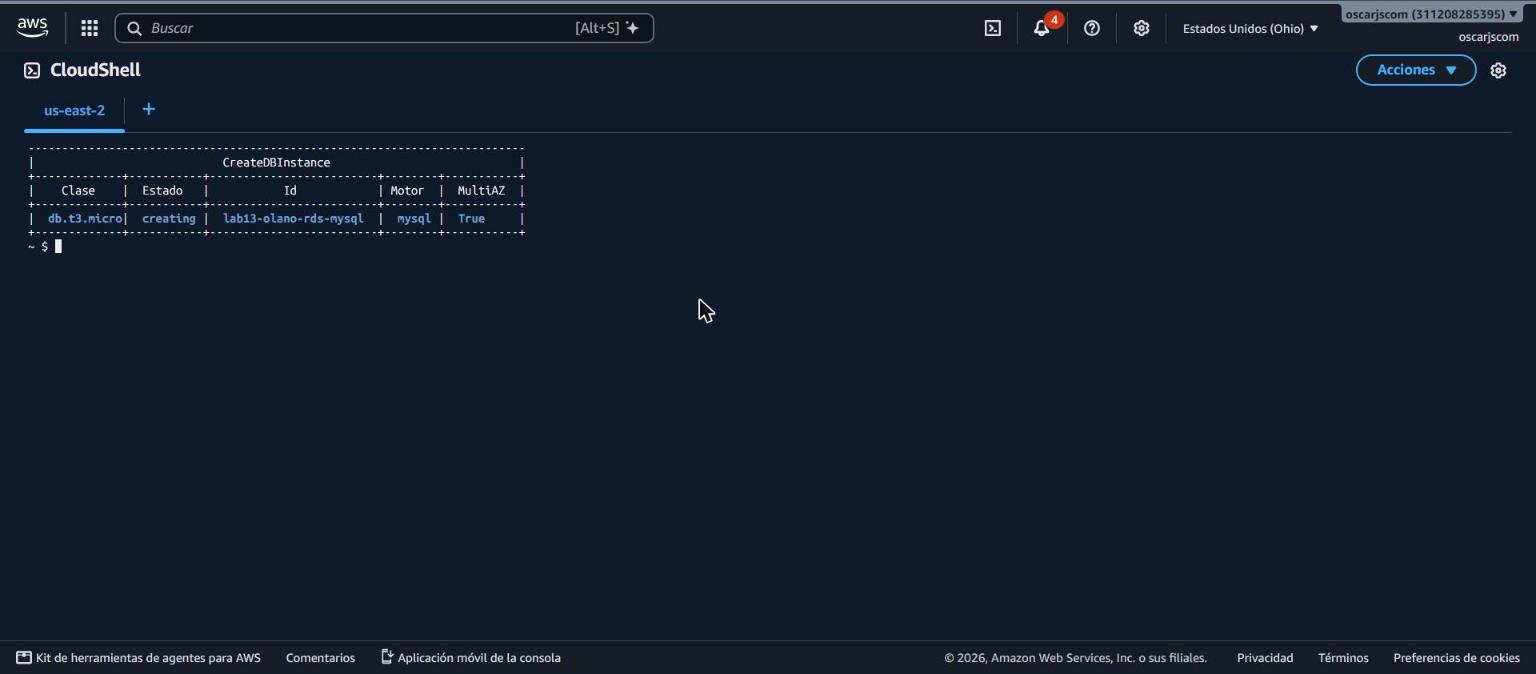 aws
Buscar [Alt+S]
4
Estados Unidos (Ohio) ▼
oscarjscom (311208285395) ▼
oscarjscom
CloudShell
Acciones ▼
us-east-2 +
-------------------------------------------------------------------------
| CreateDBInstance |
+-------------+-----------+-------------------------+--------+-----------+
| Clase | Estado | Id | Motor | MultiAZ |
+-------------+-----------+-------------------------+--------+-----------+
| db.t3.micro| creating | lab13-olano-rds-mysql | mysql | True |
+-------------+-----------+-------------------------+--------+-----------+
~ $
Kit de herramientas de agentes para AWS Comentarios Aplicación móvil de la consola © 2026, Amazon Web Services, Inc. o sus filiales. Privacidad Términos Preferencias de cookies